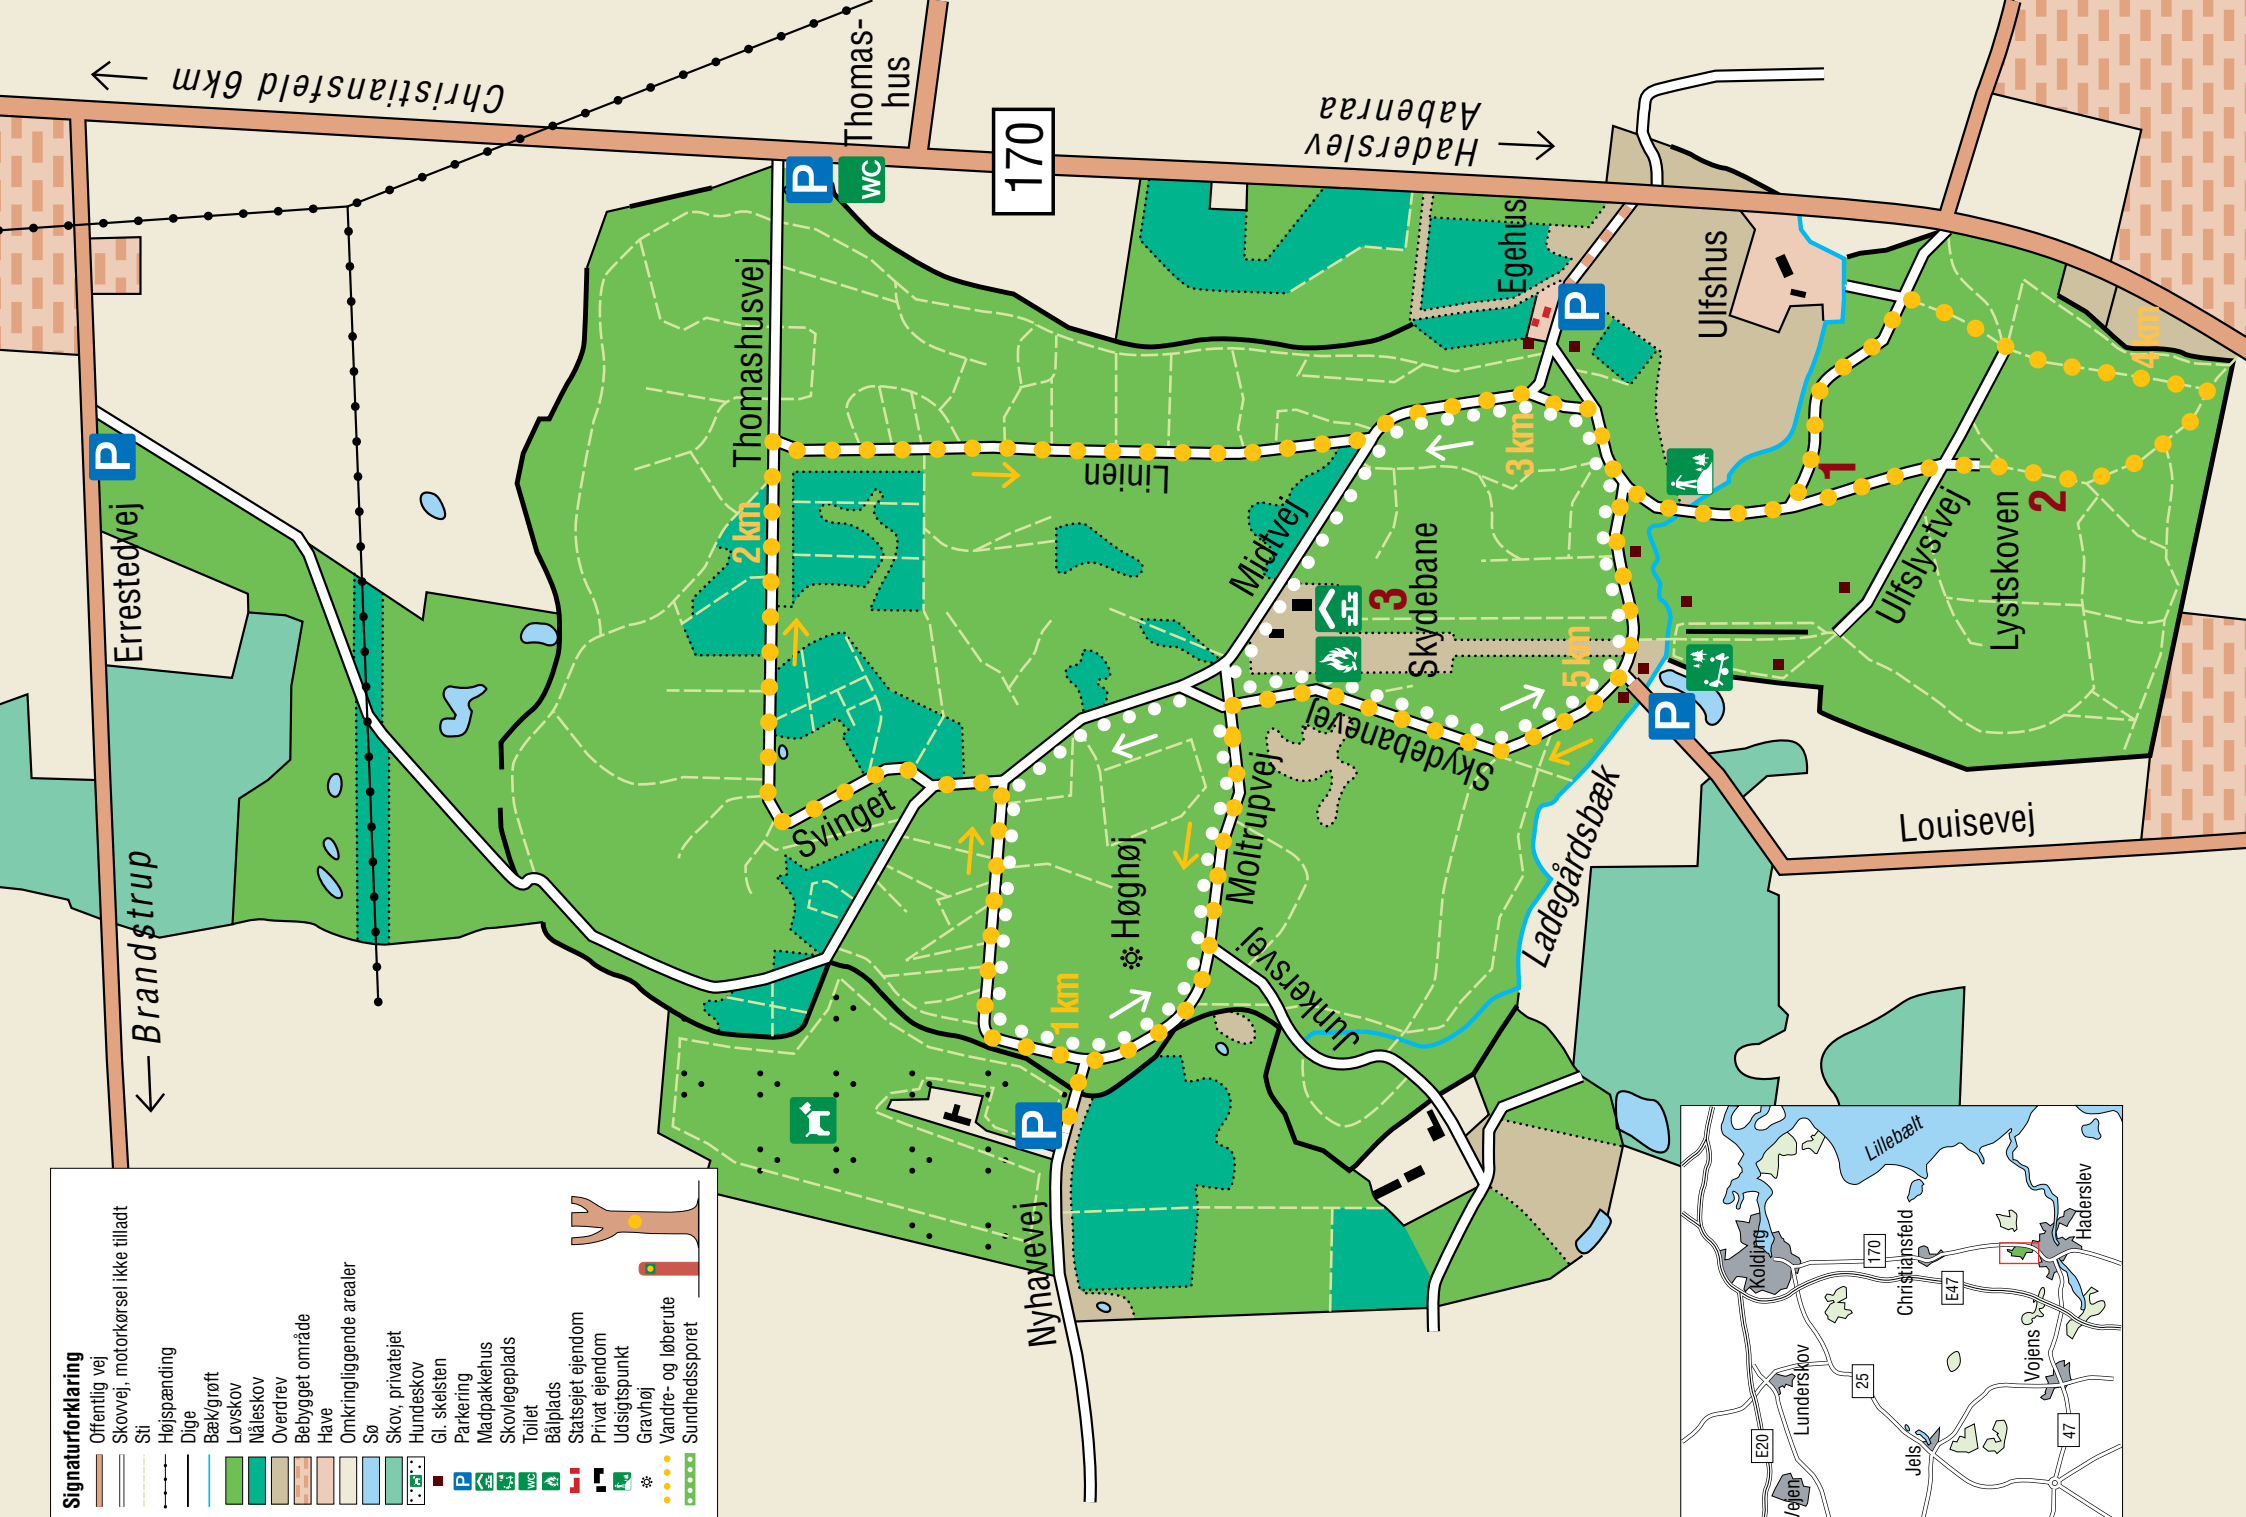 Christiansfeld 6km
Thomas-
hus
170
Haderslev
Aabenraa
P
WC
Thomashusvej
Egehus
P
Ulfshus
Errestedvej
P
Linien
2 km
Midtvej
3 km
4 km
1
2
3
Skydebane
5 km
Ulfslystvej
Lystskoven
Skydebanevej
P
Svinget
Moltrupvej
Høghøj
Ladegårdsbæk
Louisevej
Junkersvej
1 km
Brandstrup
P
Nyhavevej
Signaturforklaring
Offentlig vej
Skovvej, motorkørsel ikke tilladt
Sti
Højspænding
Dige
Bæk/grøft
Løvskov
Nåleskov
Overdrev
Bebygget område
Have
Omkringliggende arealer
Sø
Skov, privatejet
Hundeskov
Gl. skelsten
P Parkering
Madpakkehus
Skovlegeplads
WC Toilet
Bålplads
Statsejet ejendom
Privat ejendom
Udsigtspunkt
Gravhøj
Vandre- og løberute
Sundhedssporet
Lillebælt
Kolding
170
Christiansfeld
E47
Haderslev
Vojens
Lunderskov
25
E20
Jels
47
Vejen